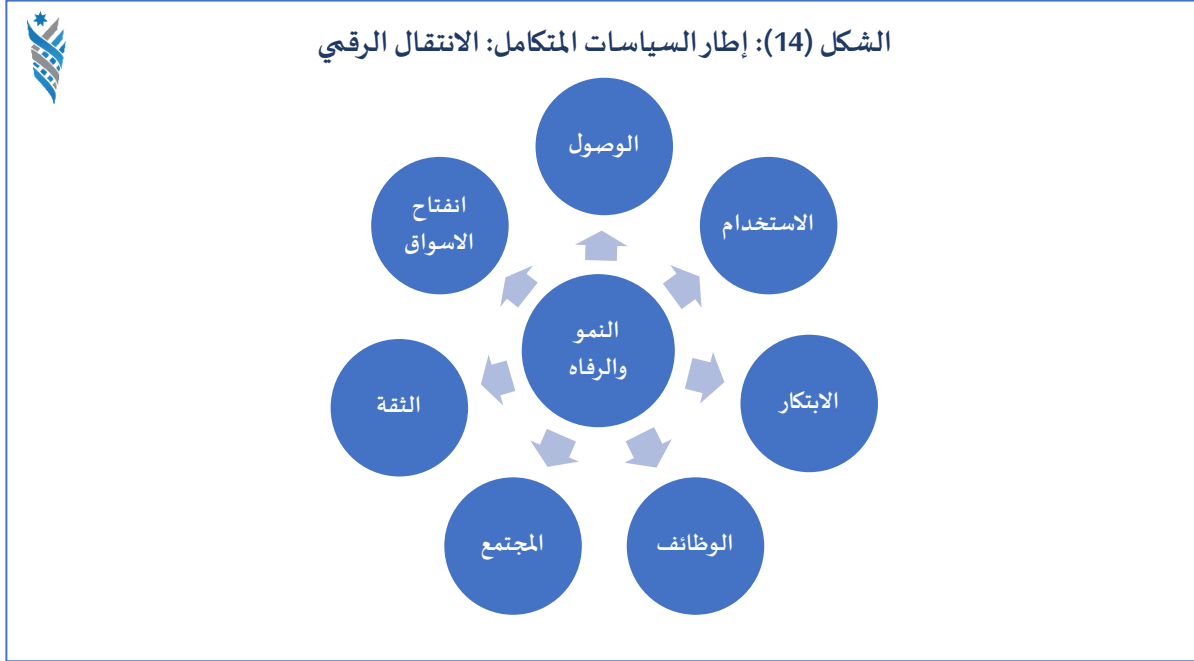 الشكل (14): إطار السياسات المتكامل: الانتقال الرقمي
الوصول
الاستخدام
الابتكار
الوظائف
المجتمع
الثقة
انفتاح
الاسواق
النمو
والرفاه